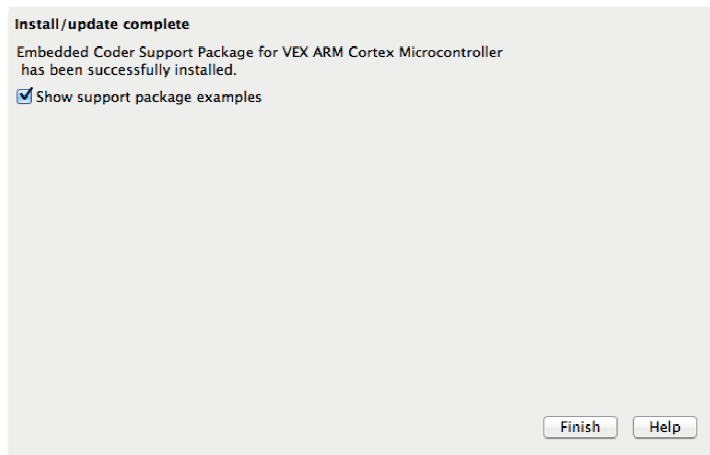 Install/update complete
Embedded Coder Support Package for VEX ARM Cortex Microcontroller
has been successfully installed.
Show support package examples
Finish
Help